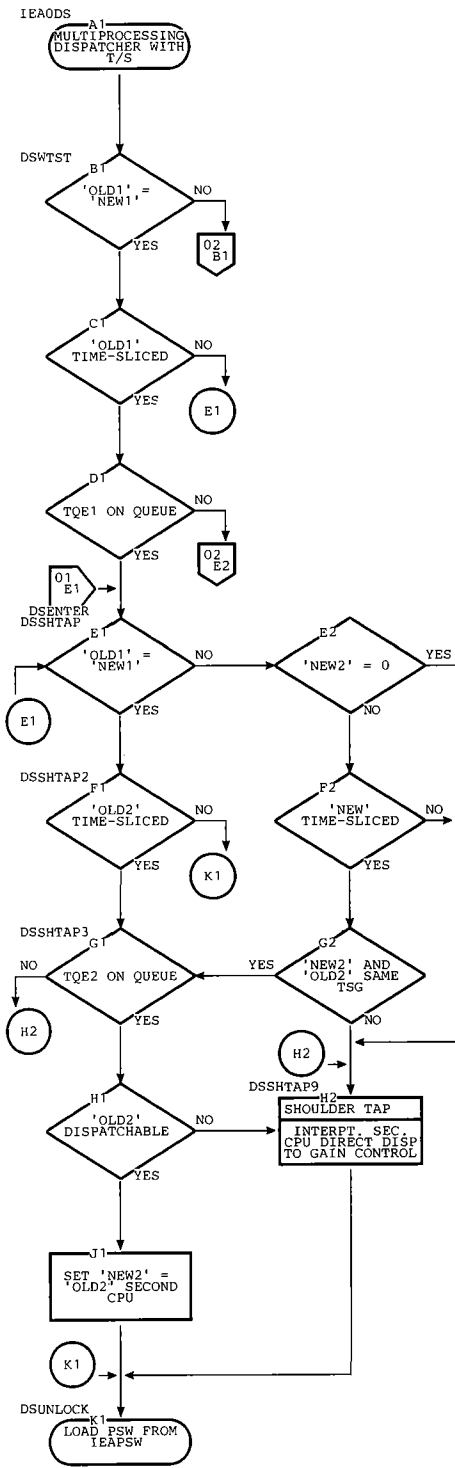 IEAODS
A1
MULTIPROCESSING
DISPATCHER WITH
T/S
DSWTST
B1
'OLD1' =
'NEW1'
NO
02
B1
YES
C1
'OLD1'
TIME-SLICED
NO
E1
YES
D1
TQE1 ON QUEUE
NO
02
E2
YES
01
E1
DSENTER
DSSHTAP
E1
'OLD1' =
'NEW1'
NO
E2
'NEW2' = 0
YES
E1
YES
NO
DSSHTAP2
F1
'OLD2'
TIME-SLICED
NO
K1
YES
F2
'NEW'
TIME-SLICED
NO
YES
DSSHTAP3
G1
NO
TQE2 ON QUEUE
YES
G2
'NEW2' AND
'OLD2' SAME
TSG
H2
YES
NO
H2
DSSHTAP9
H1
'OLD2'
DISPATCHABLE
NO
YES
H2
SHOULDER TAP
INTERPT. SEC.
CPU DIRECT DISP
TO GAIN CONTROL
J1
SET 'NEW2' =
'OLD2' SECOND
CPU
K1
DSUNLOCK
K1
LOAD PSW FROM
IEAPSW